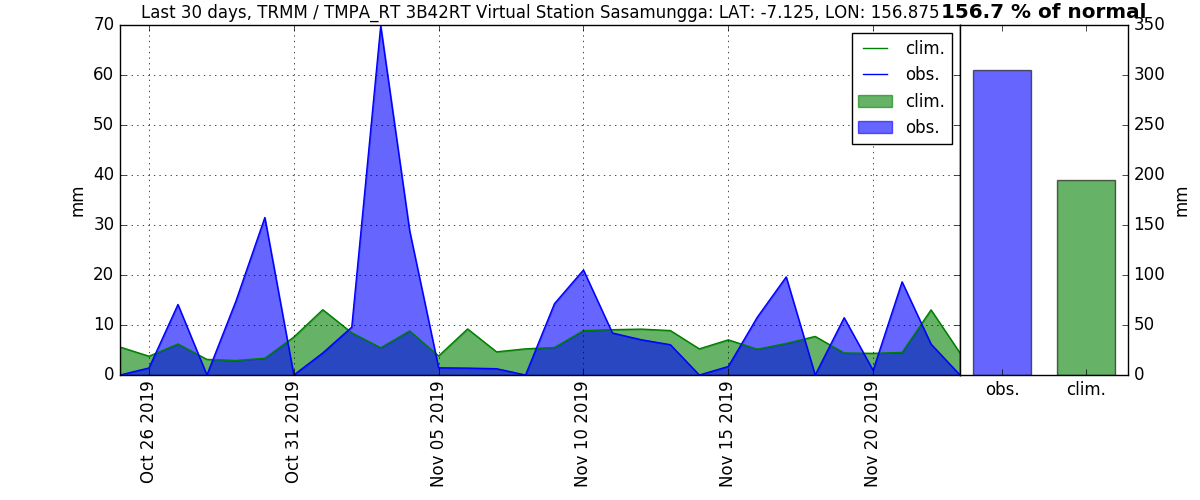 Last 30 days, TRMM / TMPA_RT 3B42RT Virtual Station Sasamungga: LAT: -7.125, LON: 156.875
156.7 % of normal
70
60
50
40
30
20
10
0
mm
clim.
obs.
clim.
obs.
350
300
250
200
150
100
50
0
mm
Oct 26 2019
Oct 31 2019
Nov 05 2019
Nov 10 2019
Nov 15 2019
Nov 20 2019
obs.
clim.